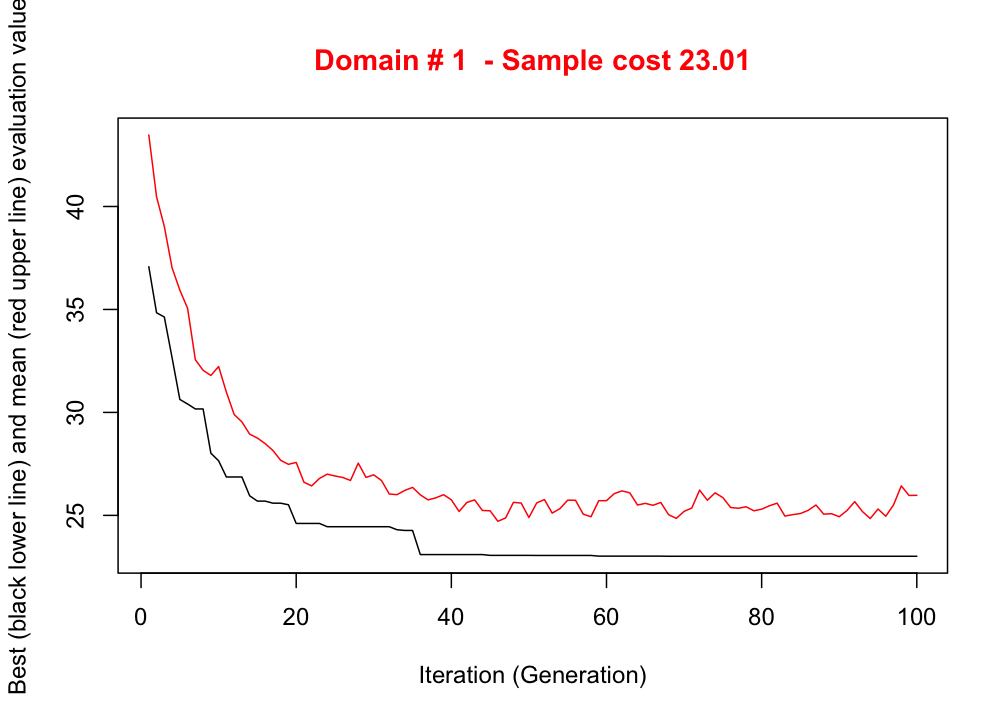 Domain # 1  - Sample cost 23.01
Best (black lower line) and mean (red upper line) evaluation value
40
35
30
25
0 20 40 60 80 100
Iteration (Generation)